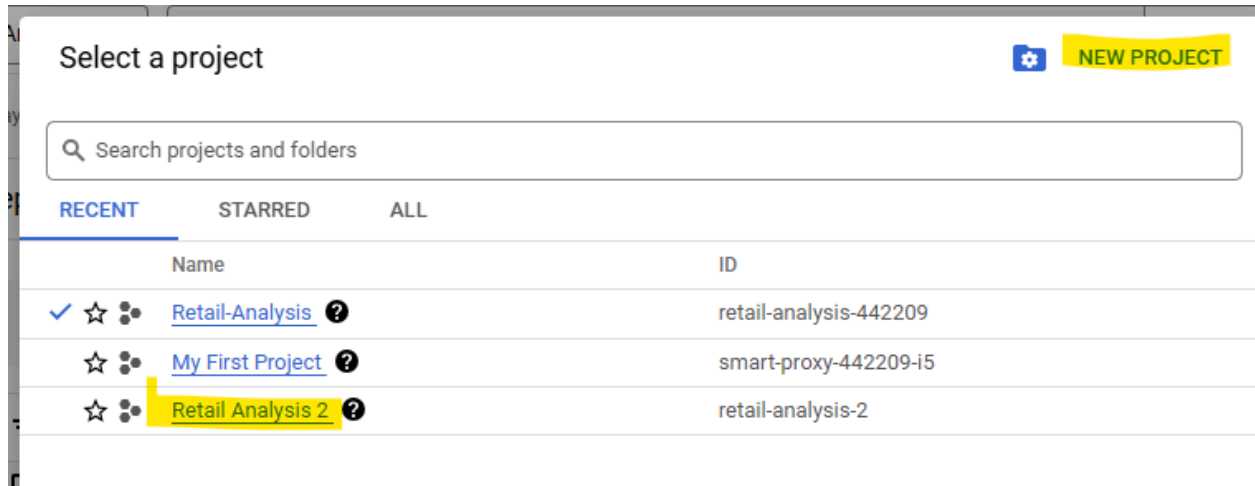 Select a project
NEW PROJECT
Search projects and folders
RECENT STARRED ALL
Name ID
Retail-Analysis retail-analysis-442209
My First Project smart-proxy-442209-i5
Retail Analysis 2 retail-analysis-2